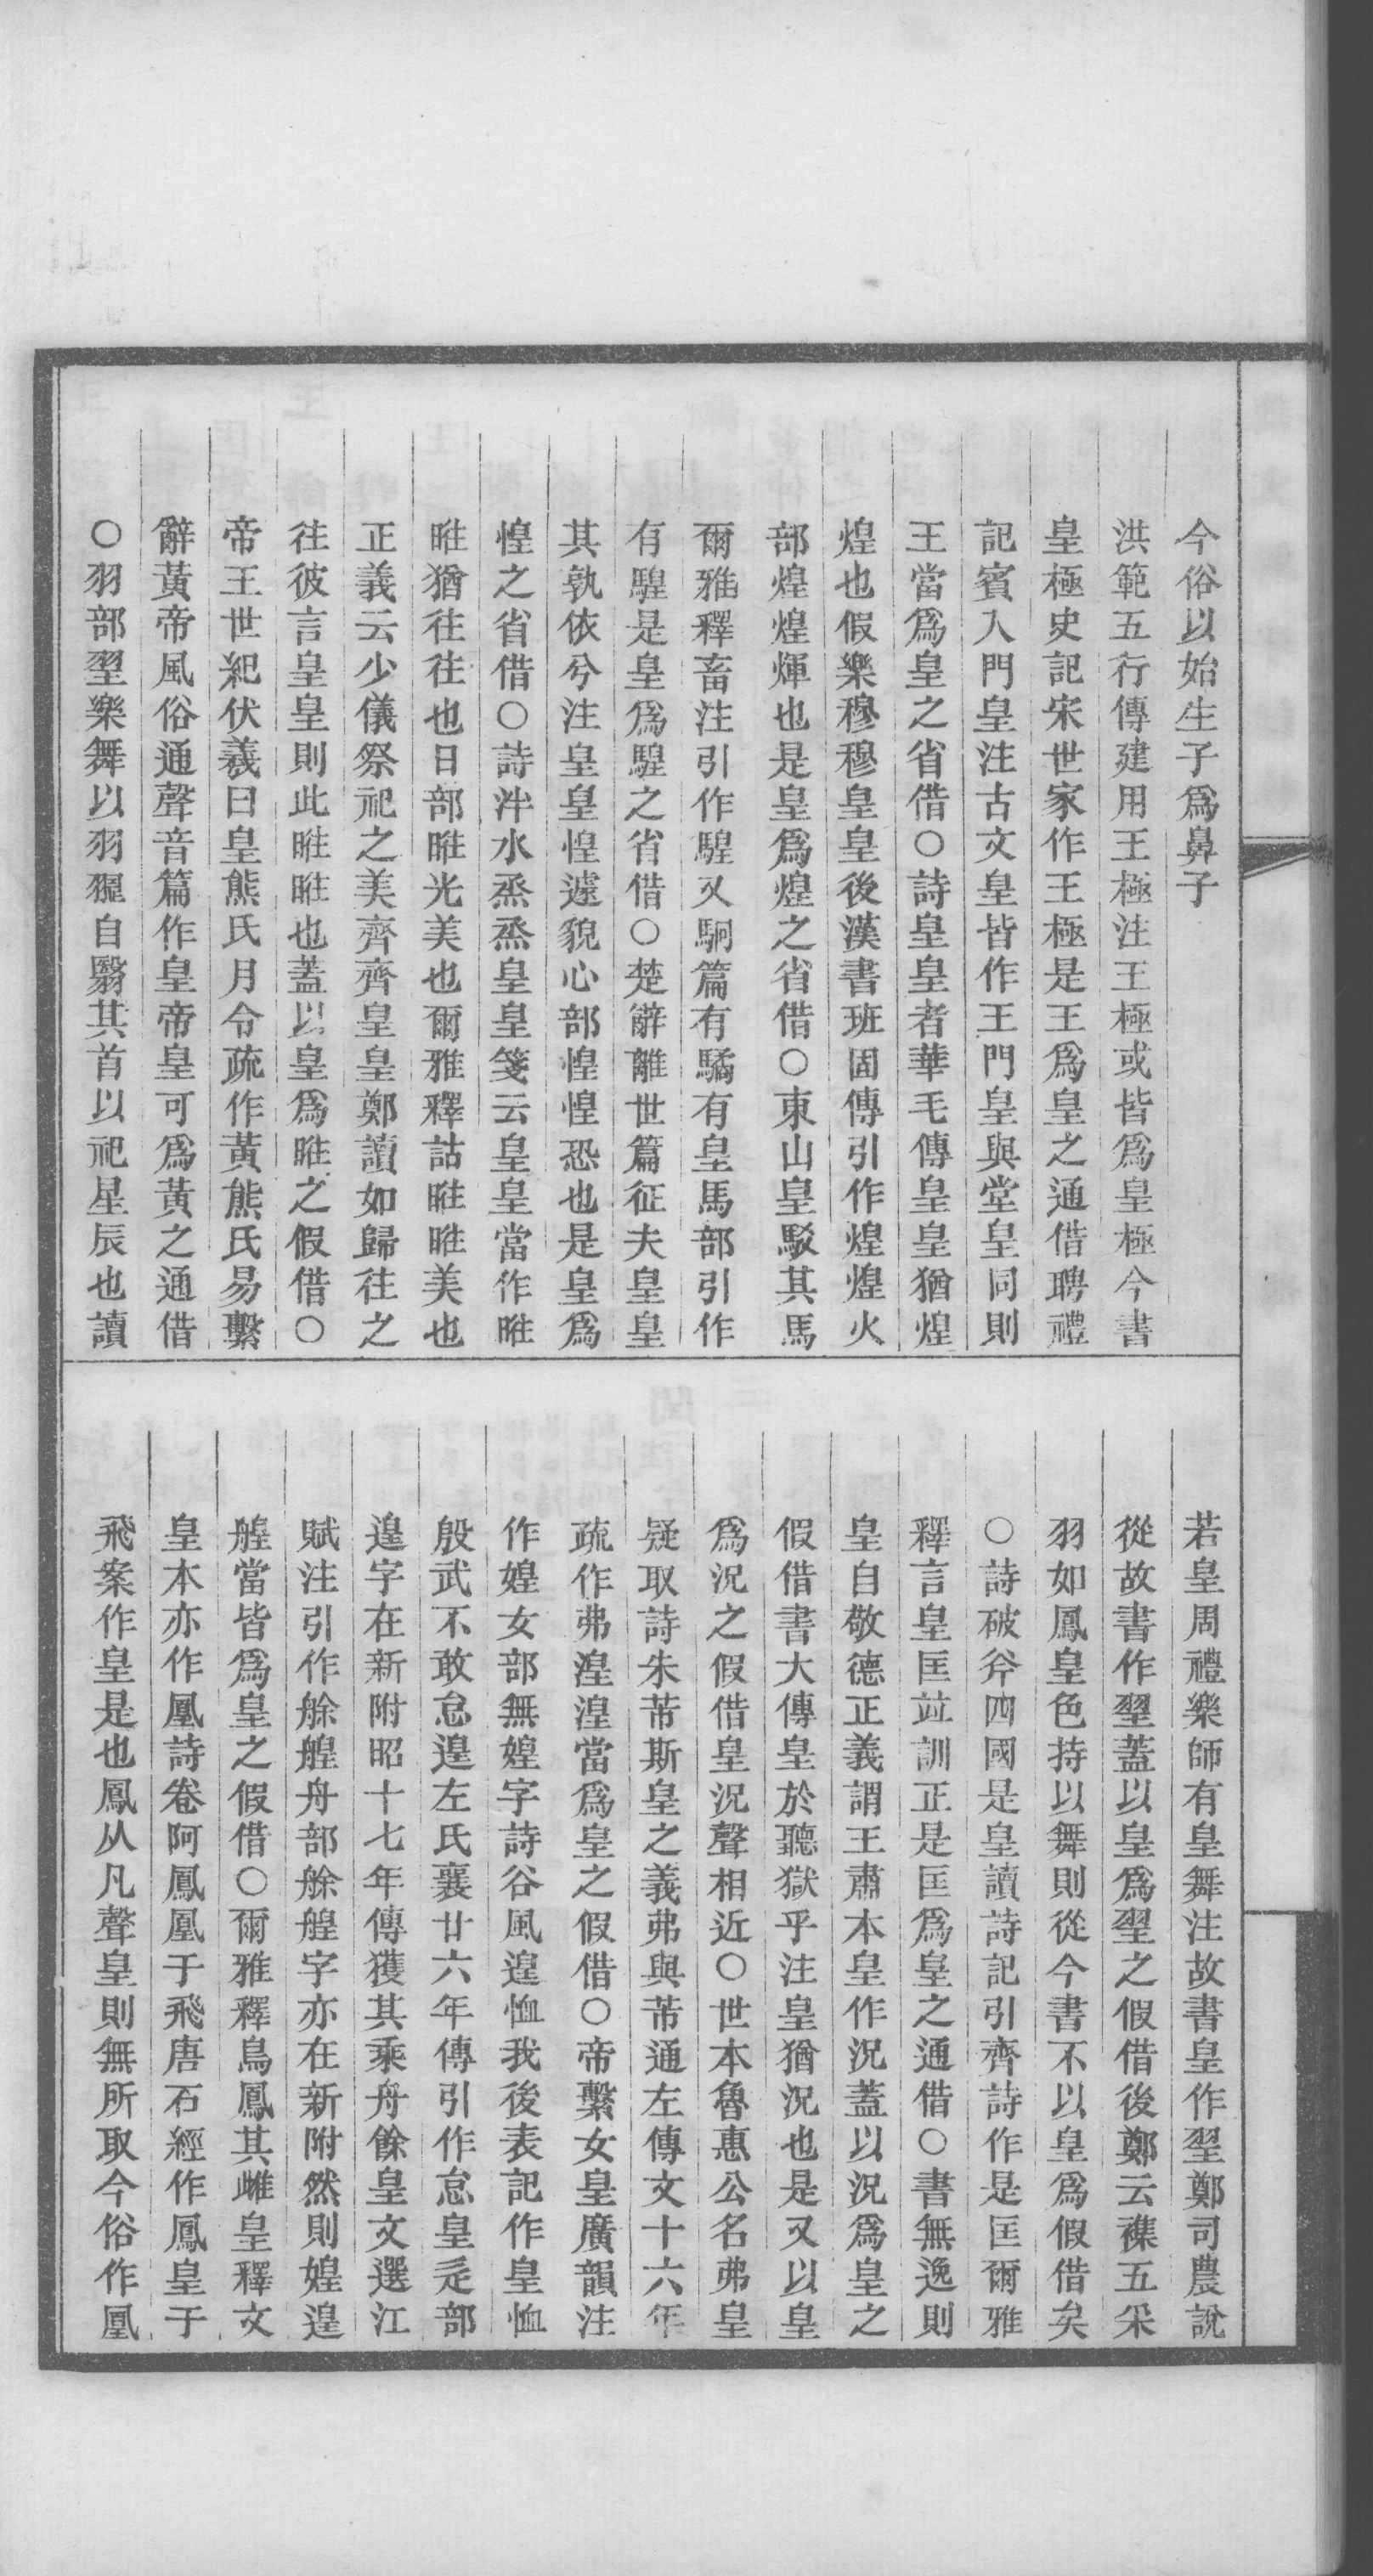 今俗以始生子爲鼻子
洪範五行傳建用王極注王極或皆爲皇極今書
皇極史記宋世家作王極是王爲皇之通借聘禮
記賓入門皇注古文皇皆作王門皇與堂皇同則
王當爲皇之省借○詩皇皇者華毛傳皇皇猶煌
煌也假樂穆穆皇皇後漢書班固傳引作煌煌火
部煌煌煇也是皇爲煌之省借○東山皇駁其馬
爾雅釋畜注引作騜又駉篇有驈有皇馬部引作
有騜是皇爲騜之省借○楚辭離世篇征夫皇皇
其孰依兮注皇皇惶遽貌心部惶惶恐也是皇爲
惶之省借○詩泮水烝烝皇皇箋云皇皇當作暀
暀猶往往也日部暀光美也爾雅釋詁暀暀美也
正義云少儀祭祀之美齊齊皇皇鄭讀如歸往之
往彼言皇皇則此暀暀也蓋以皇爲暀之假借○
帝王世紀伏羲曰皇熊氏月令疏作黃熊氏易繫
辭黃帝風俗通聲音篇作皇帝皇可爲黃之通借
○羽部翌樂舞以羽䍿自翳其首以祀星辰也讀
若皇周禮樂師有皇舞注故書皇作翌鄭司農說
從故書作翌蓋以皇爲翌之假借後鄭云襍五采
羽如鳳皇色持以舞則從今書不以皇爲假借矣
○詩破斧四國是皇讀詩記引齊詩作是匡爾雅
釋言皇匡竝訓正是匡爲皇之通借○書無逸則
皇自敬德正義謂王肅本皇作況蓋以況爲皇之
假借書大傳皇於聽獄乎注皇猶況也是又以皇
爲況之假借皇況聲相近○世本魯惠公名弗皇
疑取詩朱芾斯皇之義弗與芾通左傳文十六年
疏作弗湟湟當爲皇之假借○帝繫女皇廣韻注
作媓女部無媓字詩谷風遑恤我後表記作皇恤
殷武不敢怠遑左氏襄廿六年傳引作怠皇辵部
遑字在新附昭十七年傳獲其乘舟餘皇文選江
賦注引作艅艎舟部艅艎字亦在新附然則媓遑
艎當皆爲皇之假借○爾雅釋鳥鳳其雌皇釋文
皇本亦作凰詩卷阿鳳凰于飛唐石經作鳳皇于
飛案作皇是也鳳从凡聲皇則無所取今俗作凰